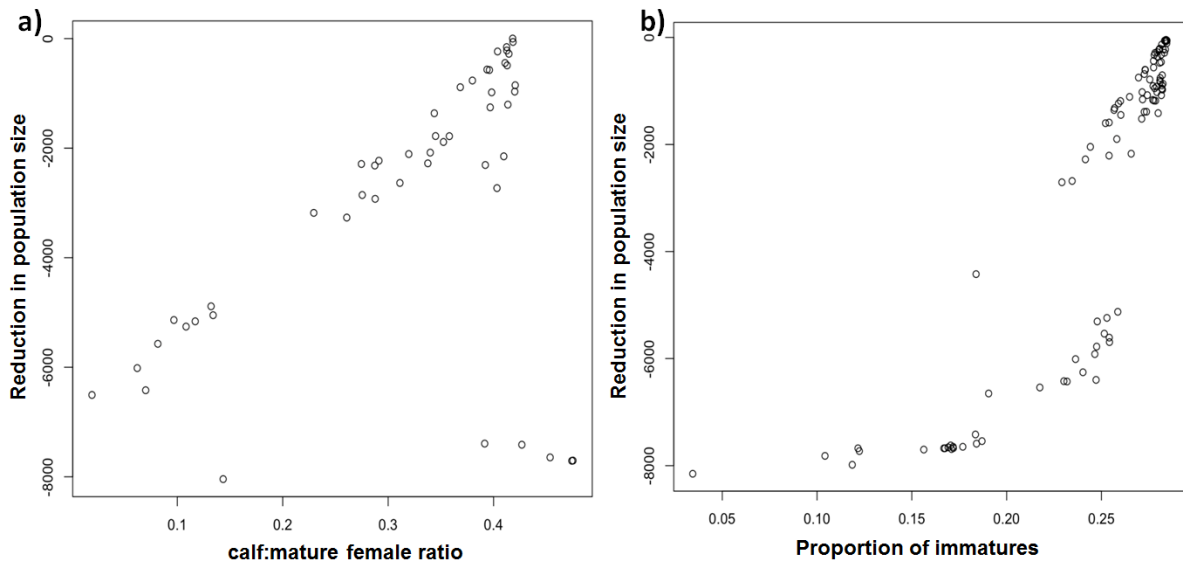 a)
Reduction in population size
0
-2000
-4000
-6000
-8000
0.1 0.2 0.3 0.4
calf:mature female ratio
b)
Reduction in population size
0
-2000
-4000
-6000
-8000
0.05 0.10 0.15 0.20 0.25
Proportion of immatures